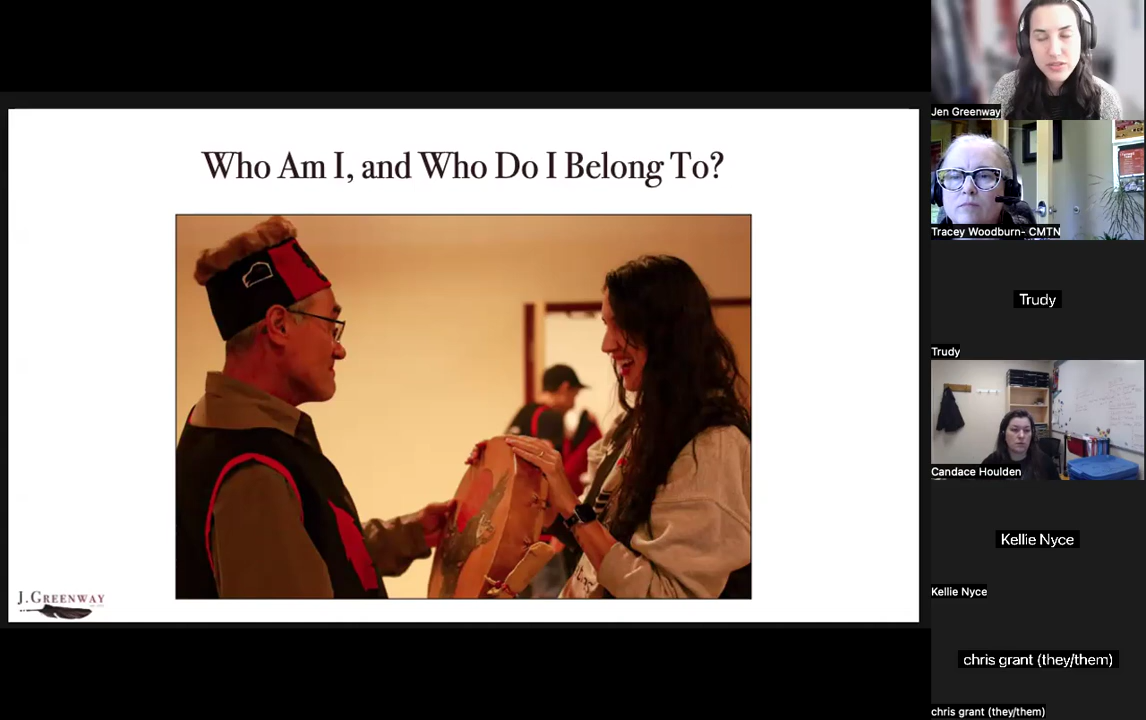 Who Am I, and Who Do I Belong To?
J. GREENWAY
Jen Greenway
Tracey Woodburn- CMTN
Trudy
Trudy
Candace Houlden
Kellie Nyce
Kellie Nyce
chris grant (they/them)
chris grant (they/them)